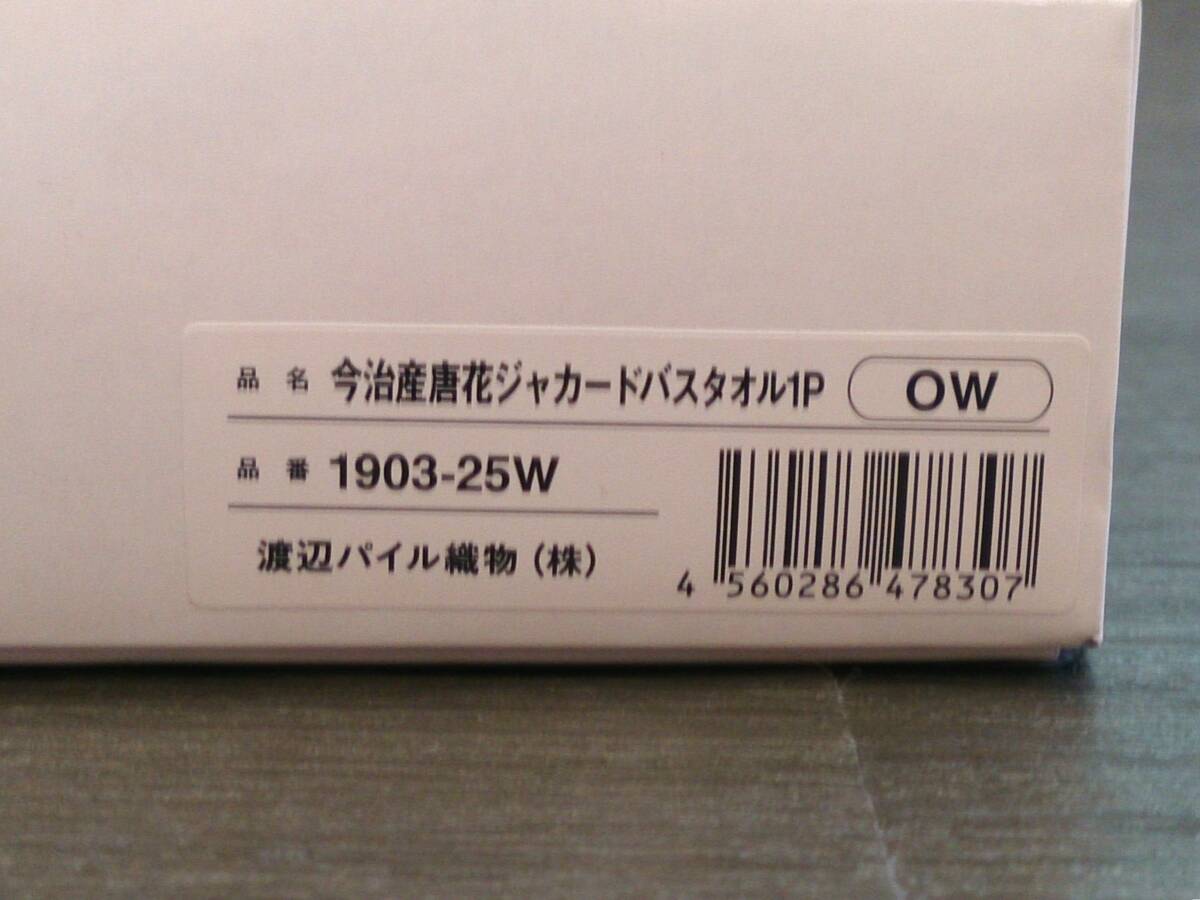 品名 今治産唐花ジャカードバスタオル1P OW
品番 1903-25W
渡辺パイル織物(株)
4 560286 478307